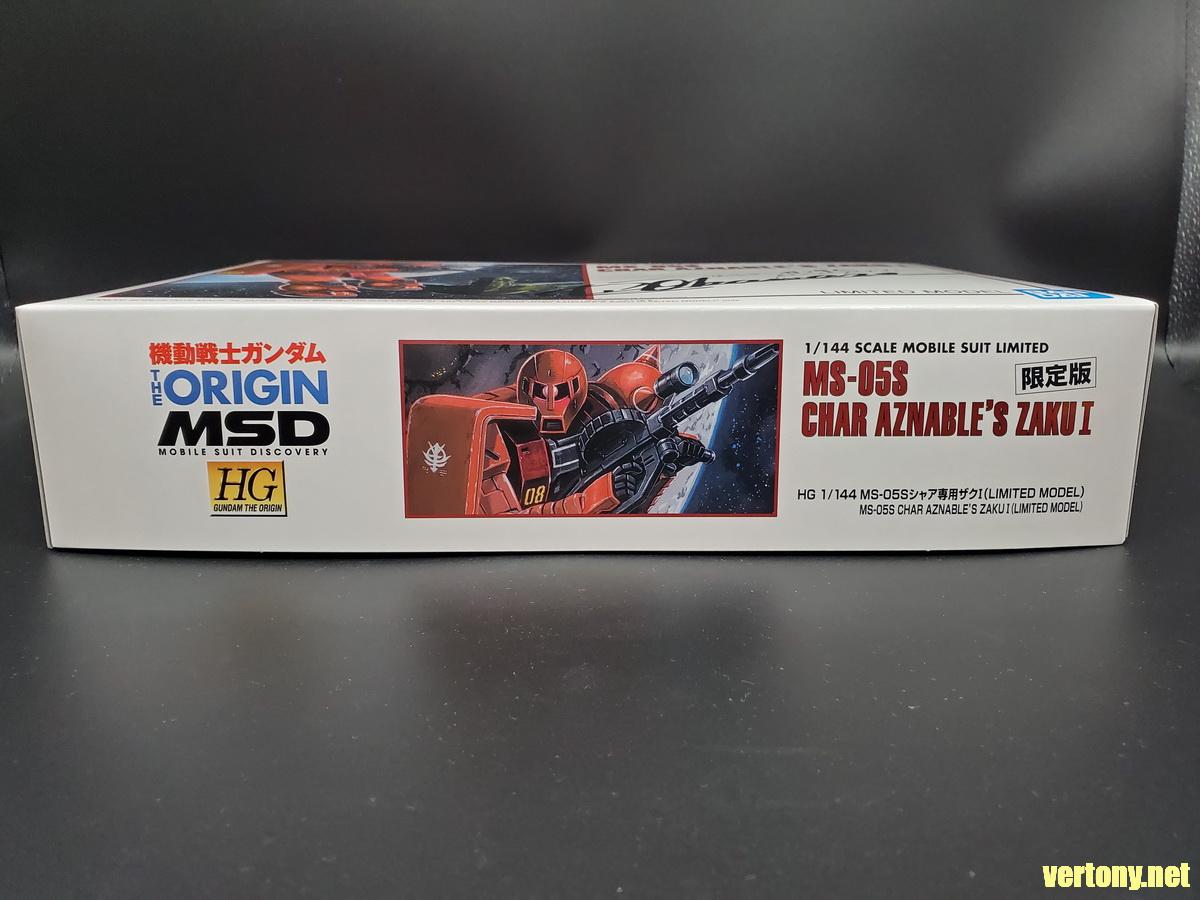 CHAR AZNABLE'S ZAKU
LIMITED MODEL
機動戦士ガンダム
THE ORIGIN
MSD
MOBILE SUIT DISCOVERY
HG
GUNDAM THE ORIGIN
08
1/144 SCALE MOBILE SUIT LIMITED
MS-05S
限定版
CHAR AZNABLE'S ZAKU I
HG 1/144 MS-05Sシャア専用ザクI(LIMITED MODEL)
MS-05S CHAR AZNABLE'S ZAKU I (LIMITED MODEL)
vertony.net